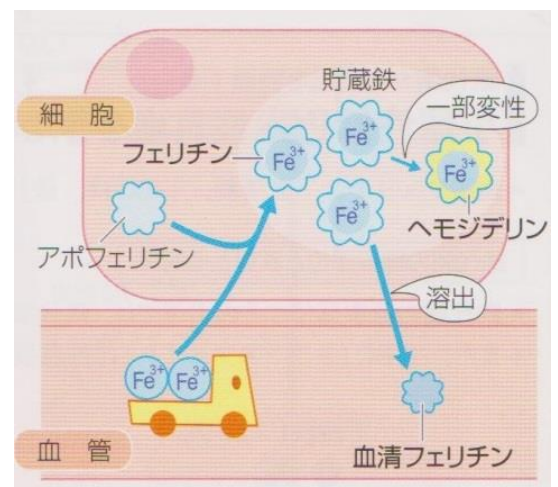 貯蔵鉄
細胞
一部変性
フェリチン
Fe3+
Fe3+
Fe3+
Fe3+
ヘモジデリン
アポフェリチン
溶出
Fe3+ Fe3+
血管
血清フェリチン